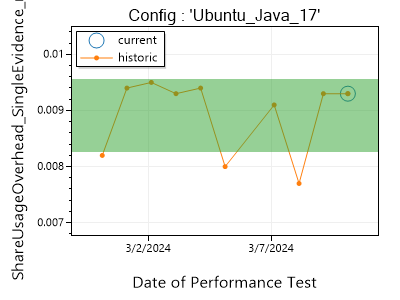 Config : 'Ubuntu_Java_17'
current
historic
0.01
0.009
0.008
0.007
3/2/2024
3/7/2024
Date of Performance Test
ShareUsageOverhead_SingleEvidence_